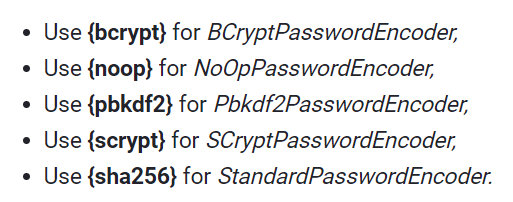 • Use {bcrypt} for BCryptPasswordEncoder,
• Use {noop} for NoOpPasswordEncoder,
• Use {pbkdf2} for Pbkdf2PasswordEncoder,
• Use {scrypt} for SCryptPasswordEncoder,
• Use {sha256} for StandardPasswordEncoder.